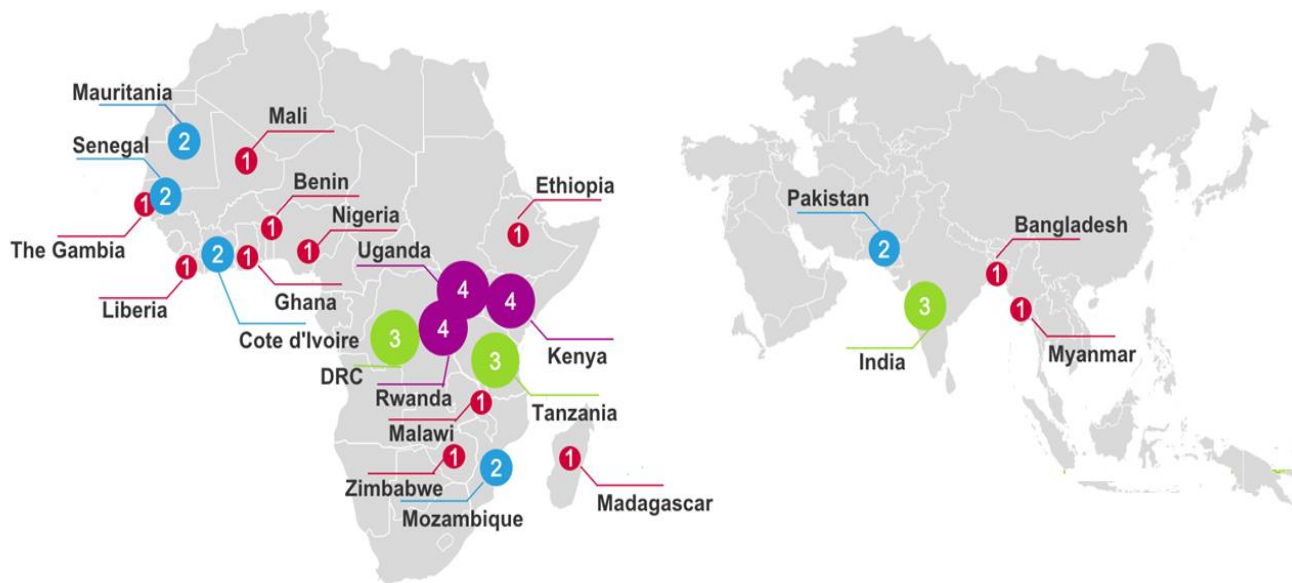 Mauritania
2
Mali
1
Senegal
2
1
The Gambia
Benin
1
Nigeria
1
Ethiopia
1
Uganda
4
4
Kenya
1
Liberia
2
Cote d'Ivoire
1
Ghana
3
DRC
4
Rwanda
3
Tanzania
1
Malawi
1
Zimbabwe
2
Mozambique
1
Madagascar
Pakistan
2
Bangladesh
1
1
Myanmar
3
India